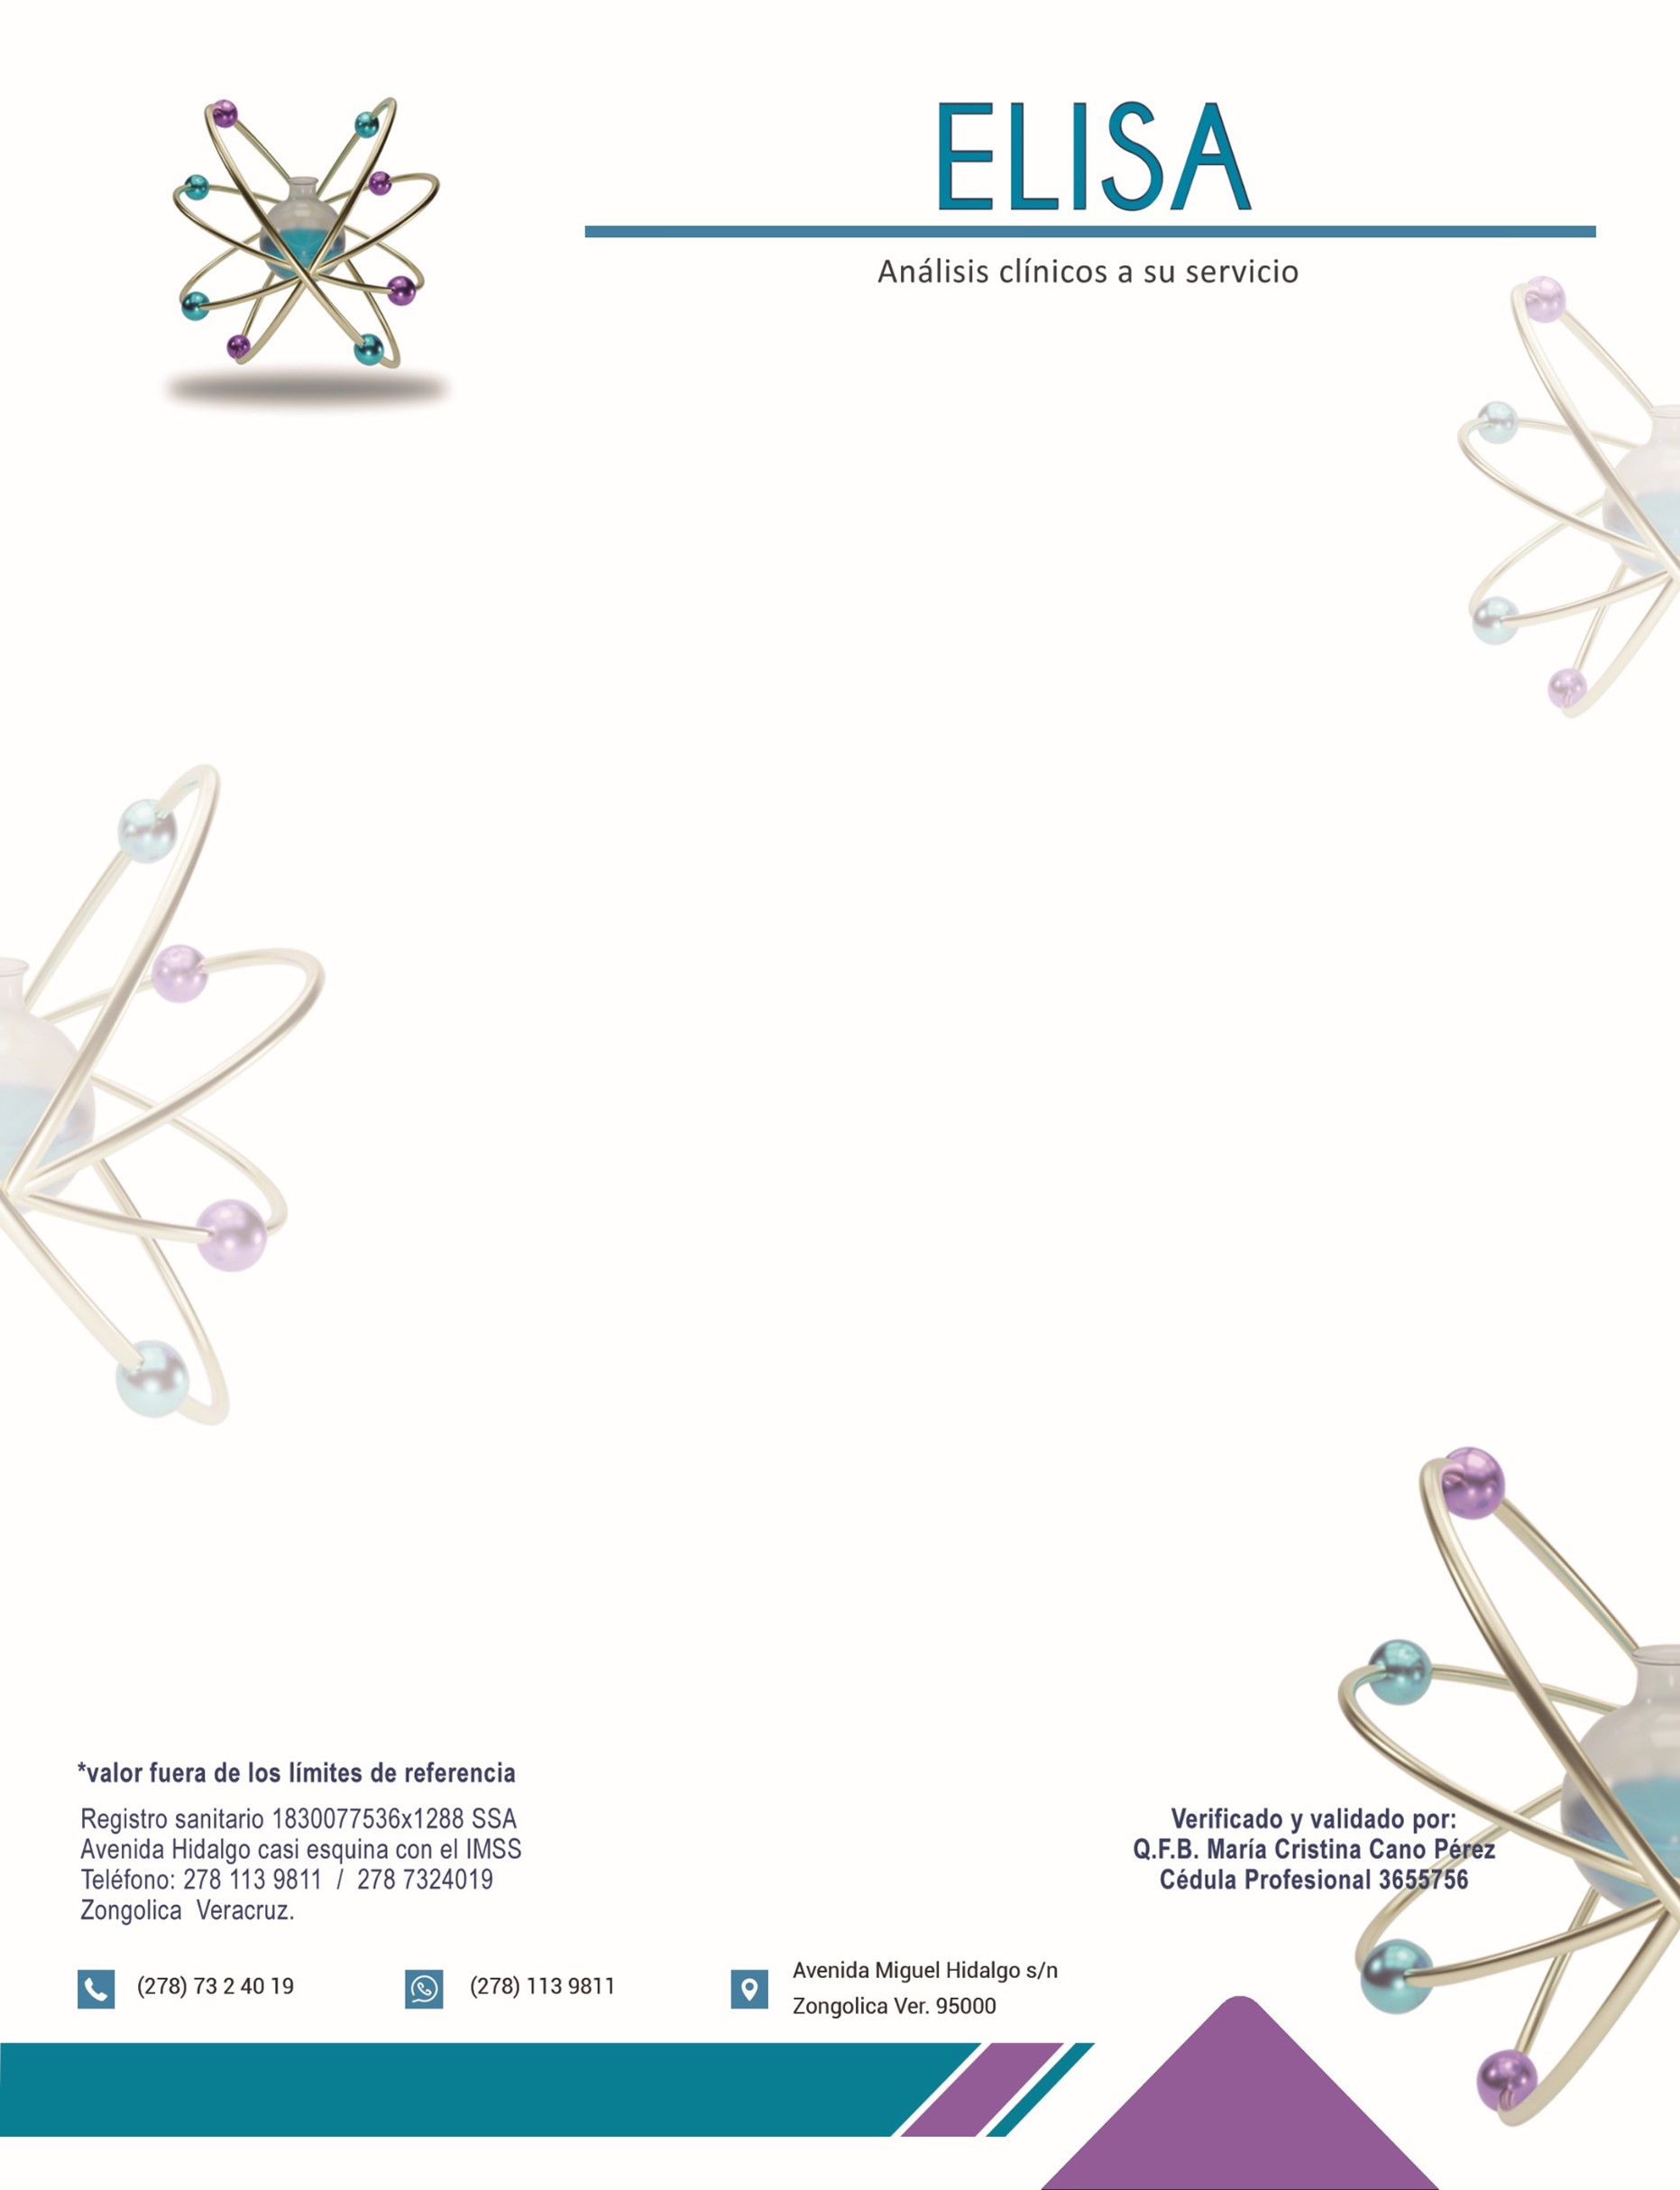 ELISA
Análisis clínicos a su servicio
*valor fuera de los límites de referencia
Registro sanitario 1830077536x1288 SSA
Avenida Hidalgo casi esquina con el IMSS
Teléfono: 278 113 9811 / 278 7324019
Zongolica Veracruz.
Verificado y validado por:
Q.F.B. María Cristina Cano Pérez
Cédula Profesional 3655756
(278) 73 2 40 19
(278) 113 9811
Avenida Miguel Hidalgo s/n
Zongolica Ver. 95000